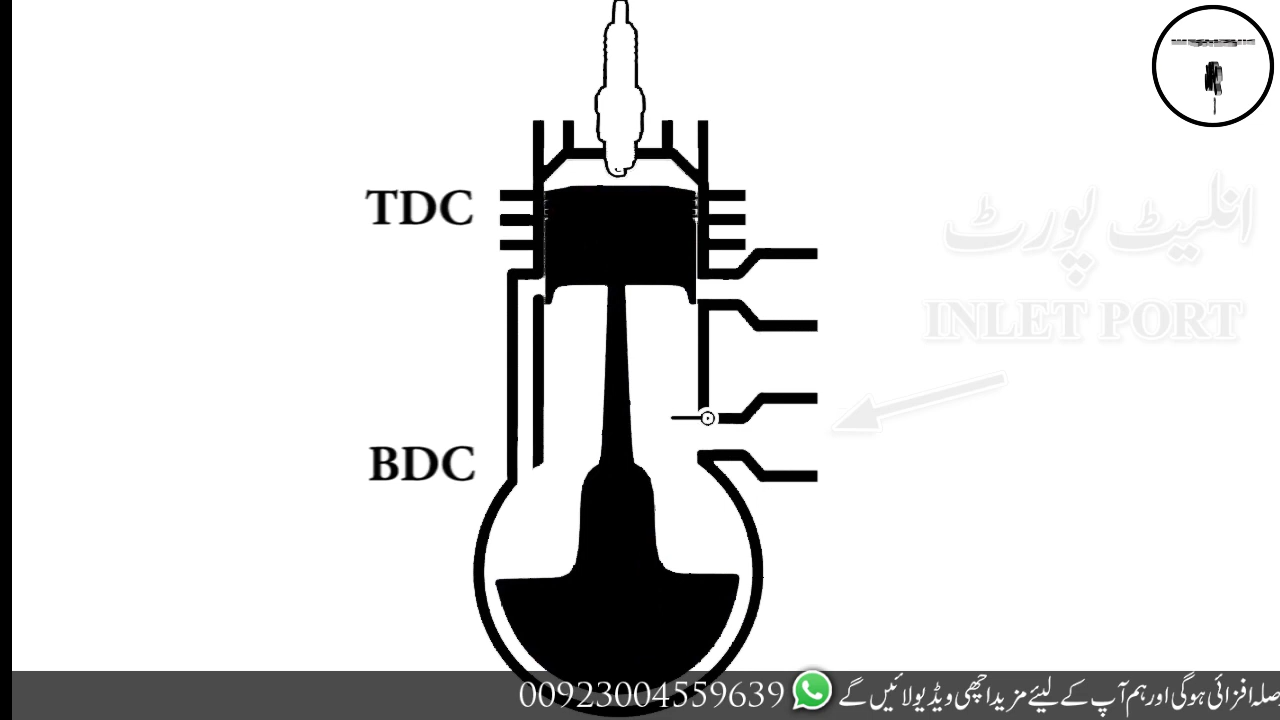 TDC
انلیٹ پورٹ
INLET PORT
BDC
افزائی ہوگی اور ہم آپ کے لیئے مزید اچھی ویڈیو لائیں گے 00923004559639